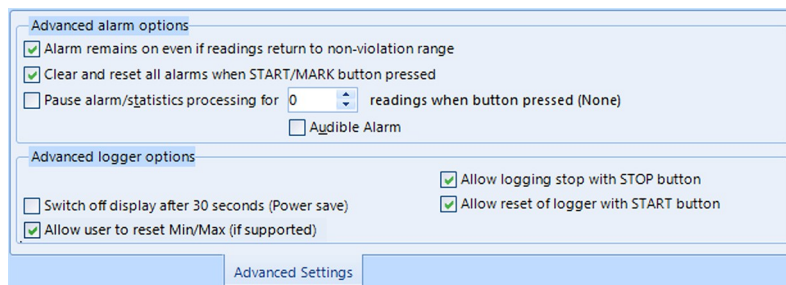 Advanced alarm options
Alarm remains on even if readings return to non-violation range
Clear and reset all alarms when START/MARK button pressed
Pause alarm/statistics processing for 0 readings when button pressed (None)
Audible Alarm
Advanced logger options
Allow logging stop with STOP button
Switch off display after 30 seconds (Power save)
Allow reset of logger with START button
Allow user to reset Min/Max (if supported)
Advanced Settings